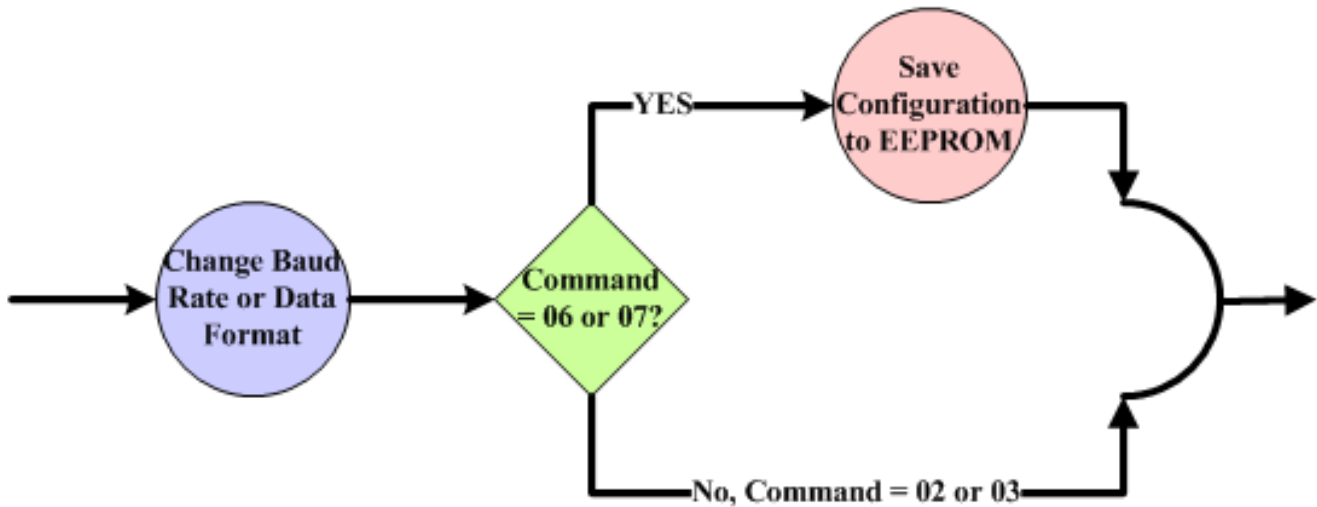 Save
Configuration
to EEPROM
YES
Change Baud
Rate or Data
Format
Command
= 06 or 07?
No, Command = 02 or 03